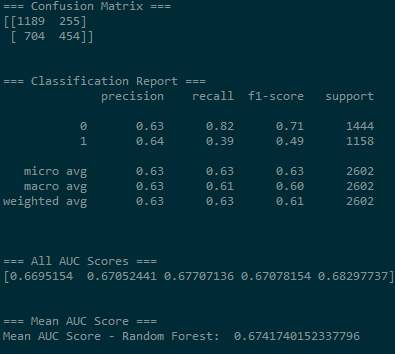 === Confusion Matrix ===
[[1189  255]
 [ 704  454]]
=== Classification Report ===
              precision    recall  f1-score   support
           0       0.63      0.82      0.71      1444
           1       0.64      0.39      0.49      1158
   micro avg       0.63      0.63      0.63      2602
   macro avg       0.63      0.61      0.60      2602
weighted avg       0.63      0.63      0.61      2602
=== All AUC Scores ===
[0.6695154  0.67052441 0.67707136 0.67078154 0.68297737]
=== Mean AUC Score ===
Mean AUC Score - Random Forest:  0.6741740152337796